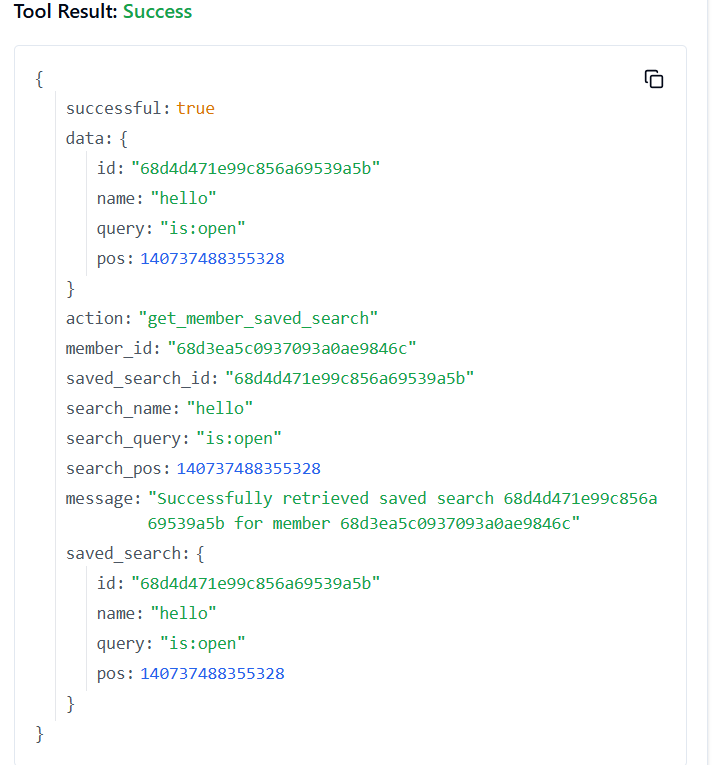 Tool Result: Success
{
successful: true
data: {
id: "68d4d471e99c856a69539a5b"
name: "hello"
query: "is:open"
pos: 140737488355328
}
action: "get_member_saved_search"
member_id: "68d3ea5c0937093a0ae9846c"
saved_search_id: "68d4d471e99c856a69539a5b"
search_name: "hello"
search_query: "is:open"
search_pos: 140737488355328
message: "Successfully retrieved saved search 68d4d471e99c856a
69539a5b for member 68d3ea5c0937093a0ae9846c"
saved_search: {
id: "68d4d471e99c856a69539a5b"
name: "hello"
query: "is:open"
pos: 140737488355328
}
}